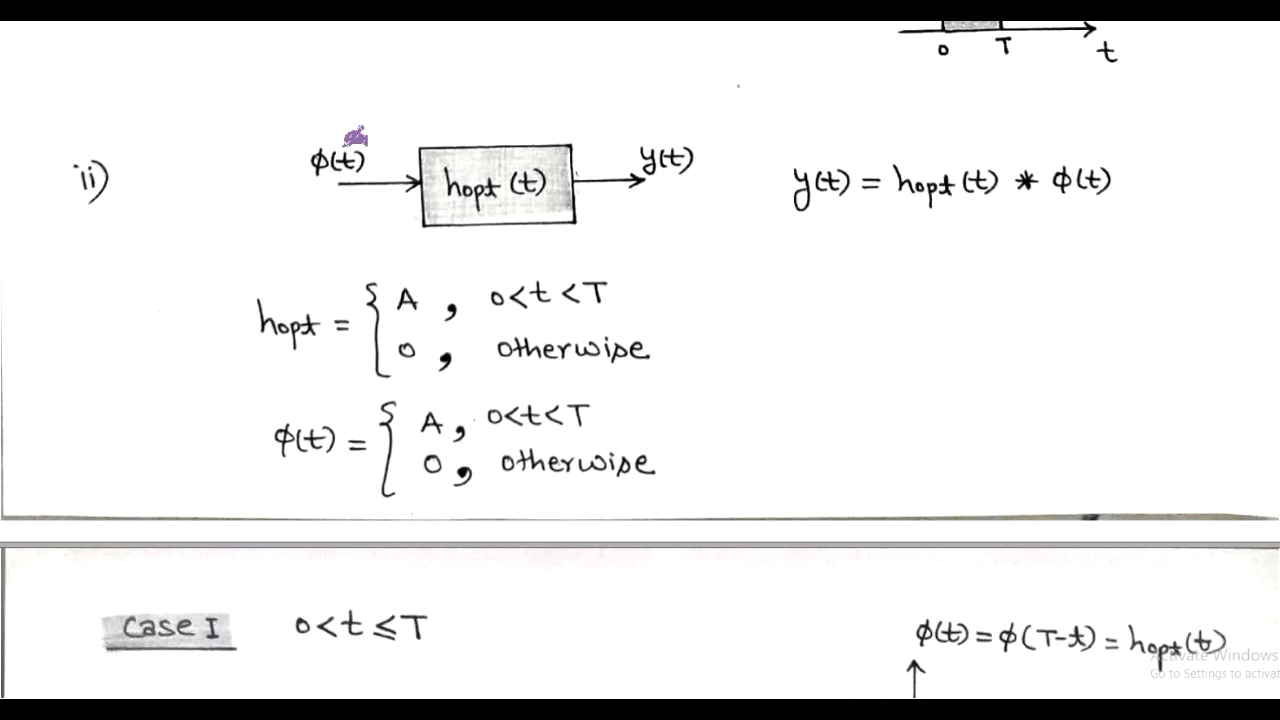 0 T t
ii) ϕ(t) hopt (t) y(t) y(t) = hopt (t) * ϕ(t)
hopt = { A , 0<t<T
0 , otherwise
ϕ(t) = { A , 0<t<T
0 , otherwise
Case I 0<t≤T
ϕ(t) = ϕ(T-t) = hopt(t)
Activate Windows
Go to Settings to activat